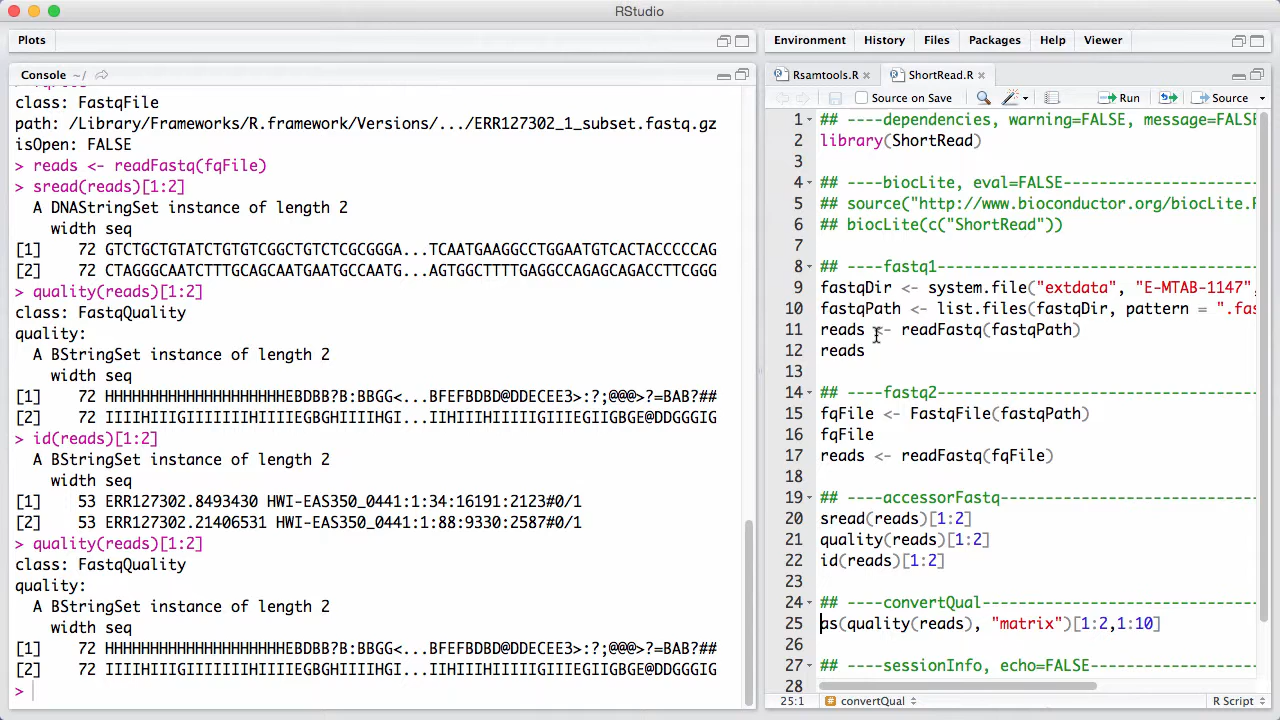 RStudio
Plots
Console ~/
class: FastqFile
path: /Library/Frameworks/R.framework/Versions/.../ERR127302_1_subset.fastq.gz
isOpen: FALSE
> reads <- readFastq(fqFile)
> sread(reads)[1:2]
A DNAStringSet instance of length 2
width seq
[1] 72 GTCTGCTGTATCTGTGTCGGCTGTCTCGCGGGA...TCAATGAAGGCCTGGAATGTCACTACCCCCAG
[2] 72 CTAGGGCAATCTTTGCAGCAATGAATGCCAATG...AGTGGCTTTTGAGGCCAGAGCAGACCTTCGGG
> quality(reads)[1:2]
class: FastqQuality
quality:
A BStringSet instance of length 2
width seq
[1] 72 HHHHHHHHHHHHHHHHHHHHEBDBB?B:BBGG<...BFEFBDBD@DDECEE3>:?;@@@>?=BAB?##
[2] 72 IIIIHIIIGIIIIIIIHIIIIEGBGHIIIIHGI...IIHIIIHIIIIIGIIIEGIIGBGE@DDGGGIG
> id(reads)[1:2]
A BStringSet instance of length 2
width seq
[1] 53 ERR127302.8493430 HWI-EAS350_0441:1:34:16191:2123#0/1
[2] 53 ERR127302.21406531 HWI-EAS350_0441:1:88:9330:2587#0/1
> quality(reads)[1:2]
class: FastqQuality
quality:
A BStringSet instance of length 2
width seq
[1] 72 HHHHHHHHHHHHHHHHHHHHEBDBB?B:BBGG<...BFEFBDBD@DDECEE3>:?;@@@>?=BAB?##
[2] 72 IIIIHIIIGIIIIIIIHIIIIEGBGHIIIIHGI...IIHIIIHIIIIIGIIIEGIIGBGE@DDGGGIG
>
Environment History Files Packages Help Viewer
Rsamtools.R ShortRead.R
Source on Save Run Source
1 ## ----dependencies, warning=FALSE, message=FALSE
2 library(ShortRead)
3
4 ## ----biocLite, eval=FALSE------------------------
5 ## source("http://www.bioconductor.org/biocLite.R
6 ## biocLite(c("ShortRead"))
7
8 ## ----fastq1--------------------------------------
9 fastqDir <- system.file("extdata", "E-MTAB-1147",
10 fastqPath <- list.files(fastqDir, pattern = ".fas
11 reads <- readFastq(fastqPath)
12 reads
13
14 ## ----fastq2--------------------------------------
15 fqFile <- FastqFile(fastqPath)
16 fqFile
17 reads <- readFastq(fqFile)
18
19 ## ----accessorFastq-------------------------------
20 sread(reads)[1:2]
21 quality(reads)[1:2]
22 id(reads)[1:2]
23
24 ## ----convertQual---------------------------------
25 as(quality(reads), "matrix")[1:2,1:10]
26
27 ## ----sessionInfo, echo=FALSE---------------------
28
25:1 # convertQual R Script